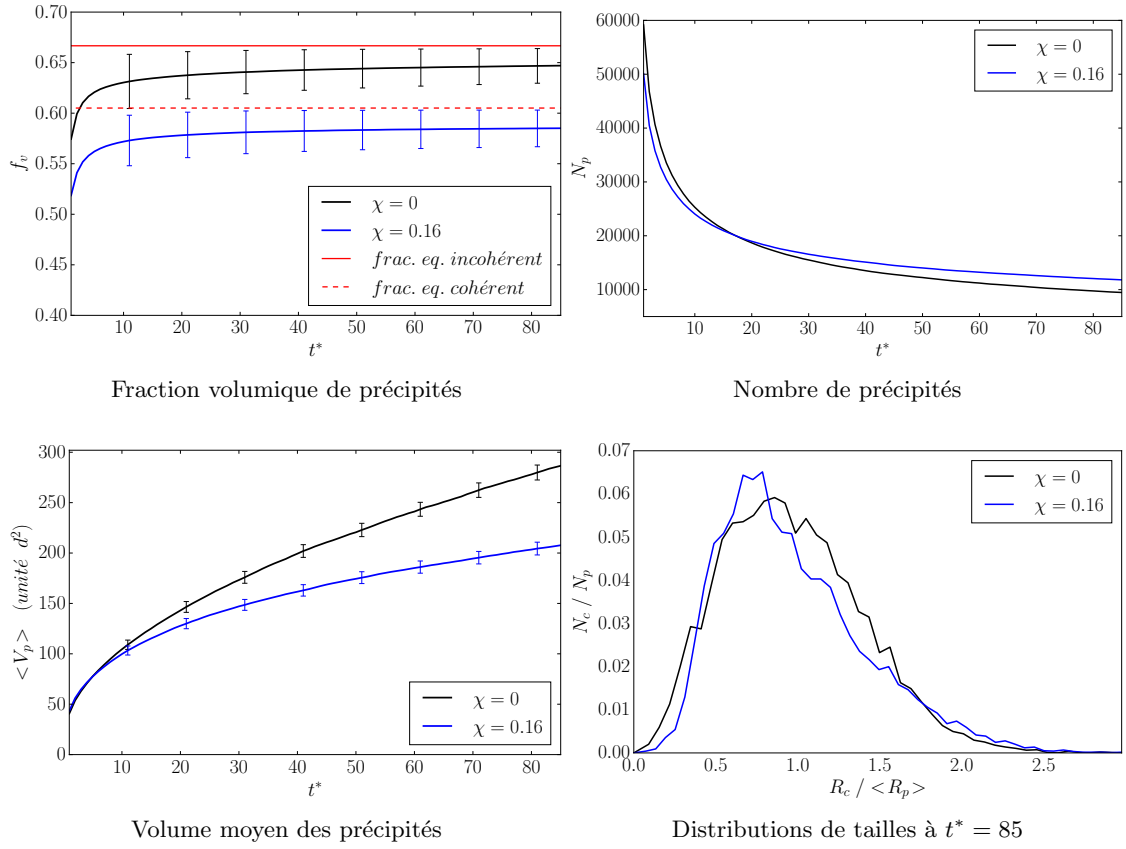 0.70
0.65
0.60
0.55
0.50
0.45
0.40
f_v
10 20 30 40 50 60 70 80
t*
χ = 0
χ = 0.16
frac. eq. incohérent
frac. eq. cohérent
Fraction volumique de précipités
60000
50000
40000
30000
20000
10000
N_p
10 20 30 40 50 60 70 80
t*
χ = 0
χ = 0.16
Nombre de précipités
300
250
200
150
100
50
0
<V_p> (unité d²)
10 20 30 40 50 60 70 80
t*
χ = 0
χ = 0.16
Volume moyen des précipités
0.07
0.06
0.05
0.04
0.03
0.02
0.01
0.00
N_c / N_p
0.0 0.5 1.0 1.5 2.0 2.5
R_c / <R_p>
χ = 0
χ = 0.16
Distributions de tailles à t* = 85